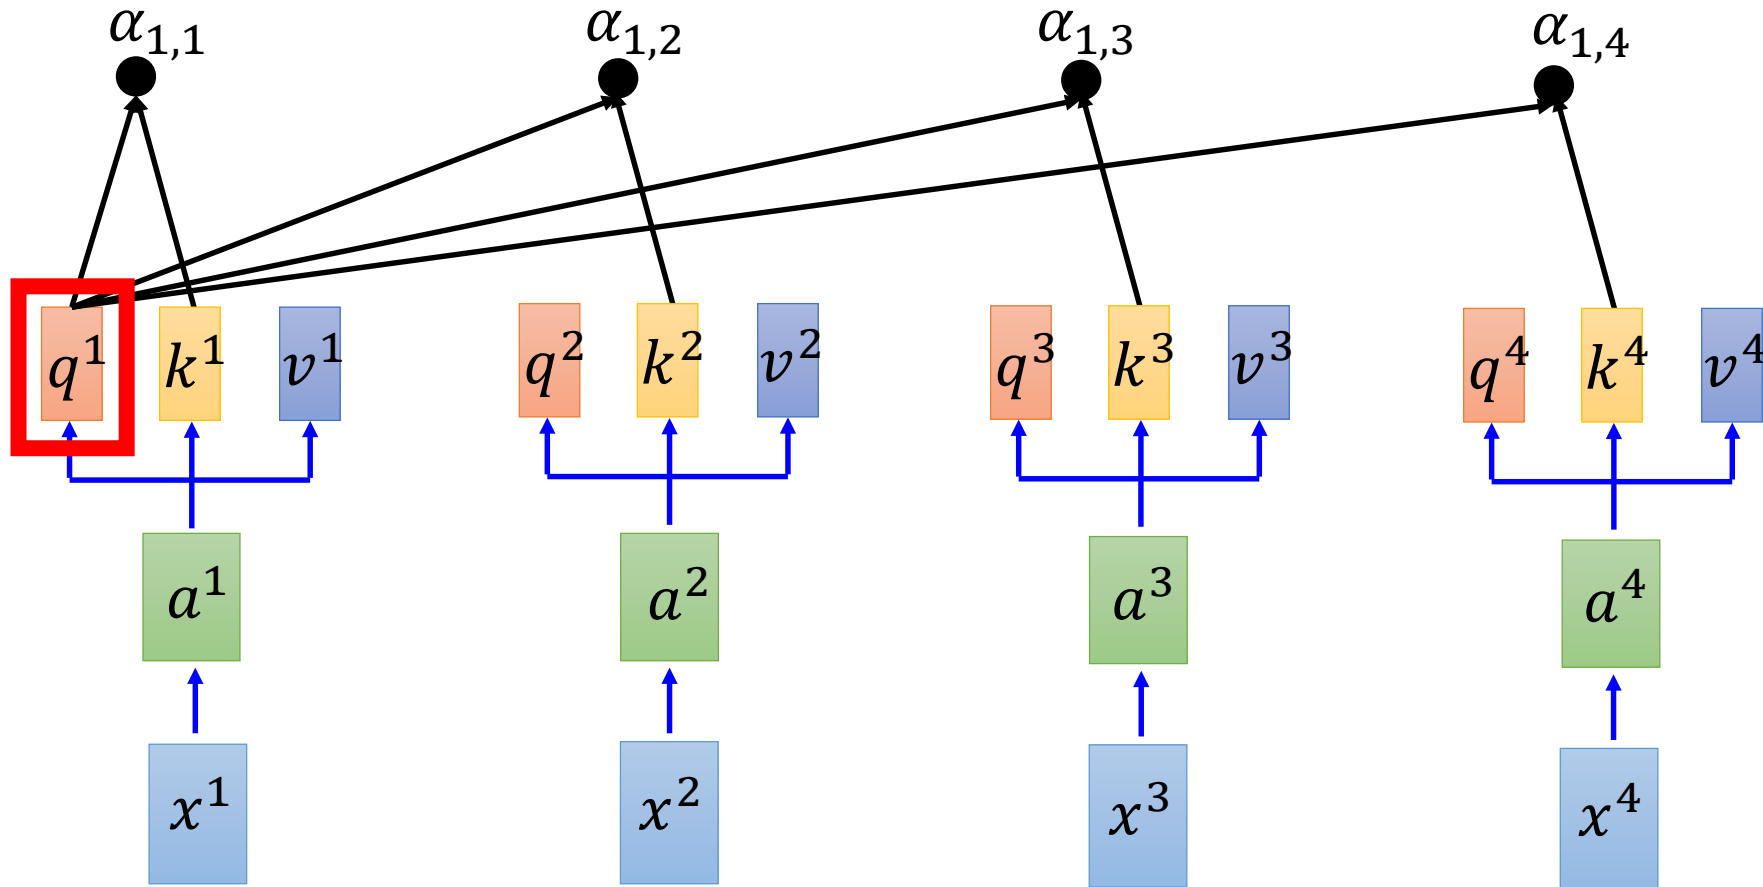 α₁,₁ α₁,₂ α₁,₃ α₁,₄
q¹ k¹ v¹ q² k² v² q³ k³ v³ q⁴ k⁴ v⁴
a¹ a² a³ a⁴
x¹ x² x³ x⁴